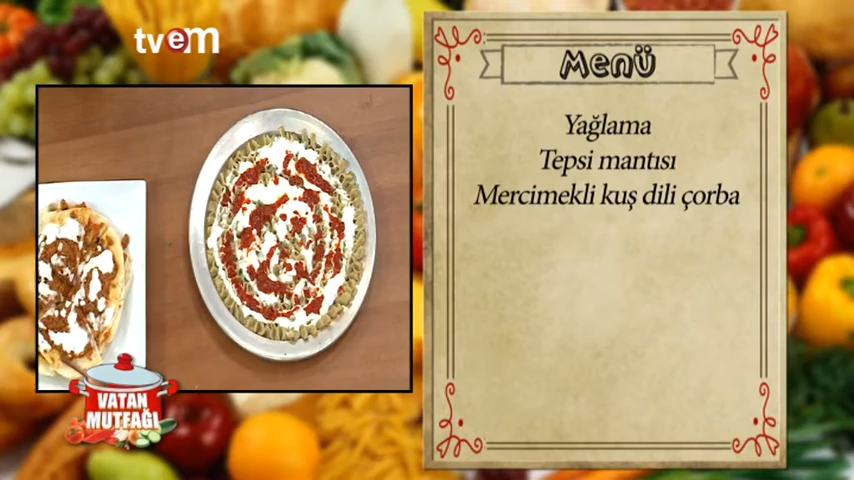 tvem
Menü
Yağlama
Tepsi mantısı
Mercimekli kuş dili çorba
VATAN
MUTFAĞI